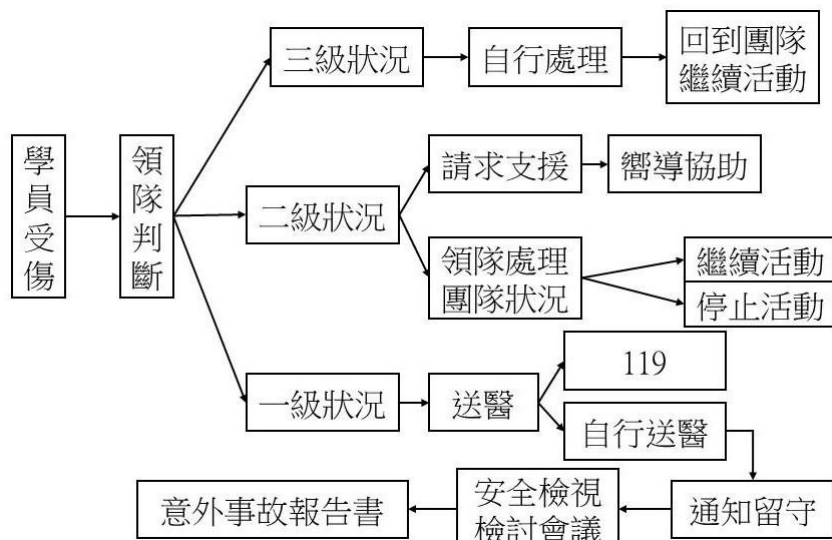 學員受傷
領隊判斷
三級狀況
自行處理
回到團隊
繼續活動
二級狀況
請求支援
嚮導協助
領隊處理
團隊狀況
繼續活動
停止活動
一級狀況
送醫
119
自行送醫
通知留守
安全檢視
檢討會議
意外事故報告書